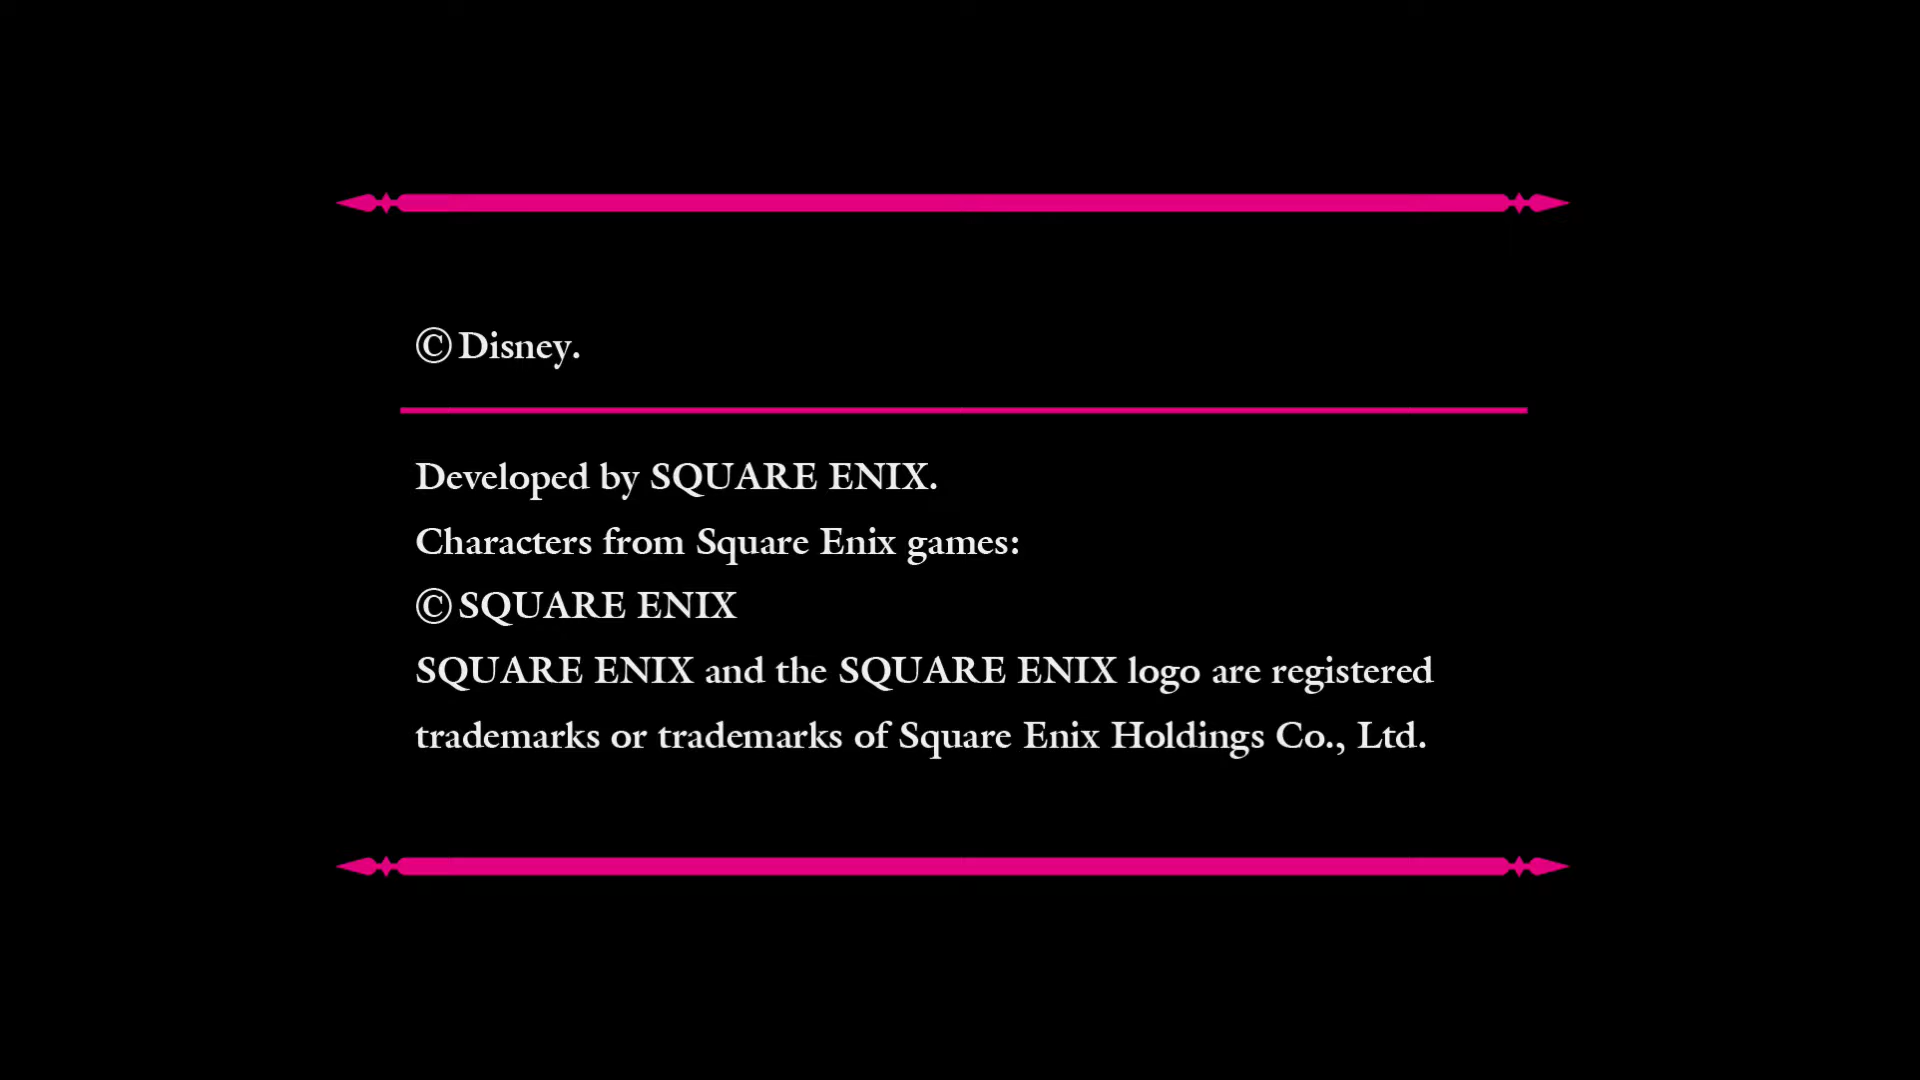 © Disney.
Developed by SQUARE ENIX.
Characters from Square Enix games:
© SQUARE ENIX
SQUARE ENIX and the SQUARE ENIX logo are registered
trademarks or trademarks of Square Enix Holdings Co., Ltd.